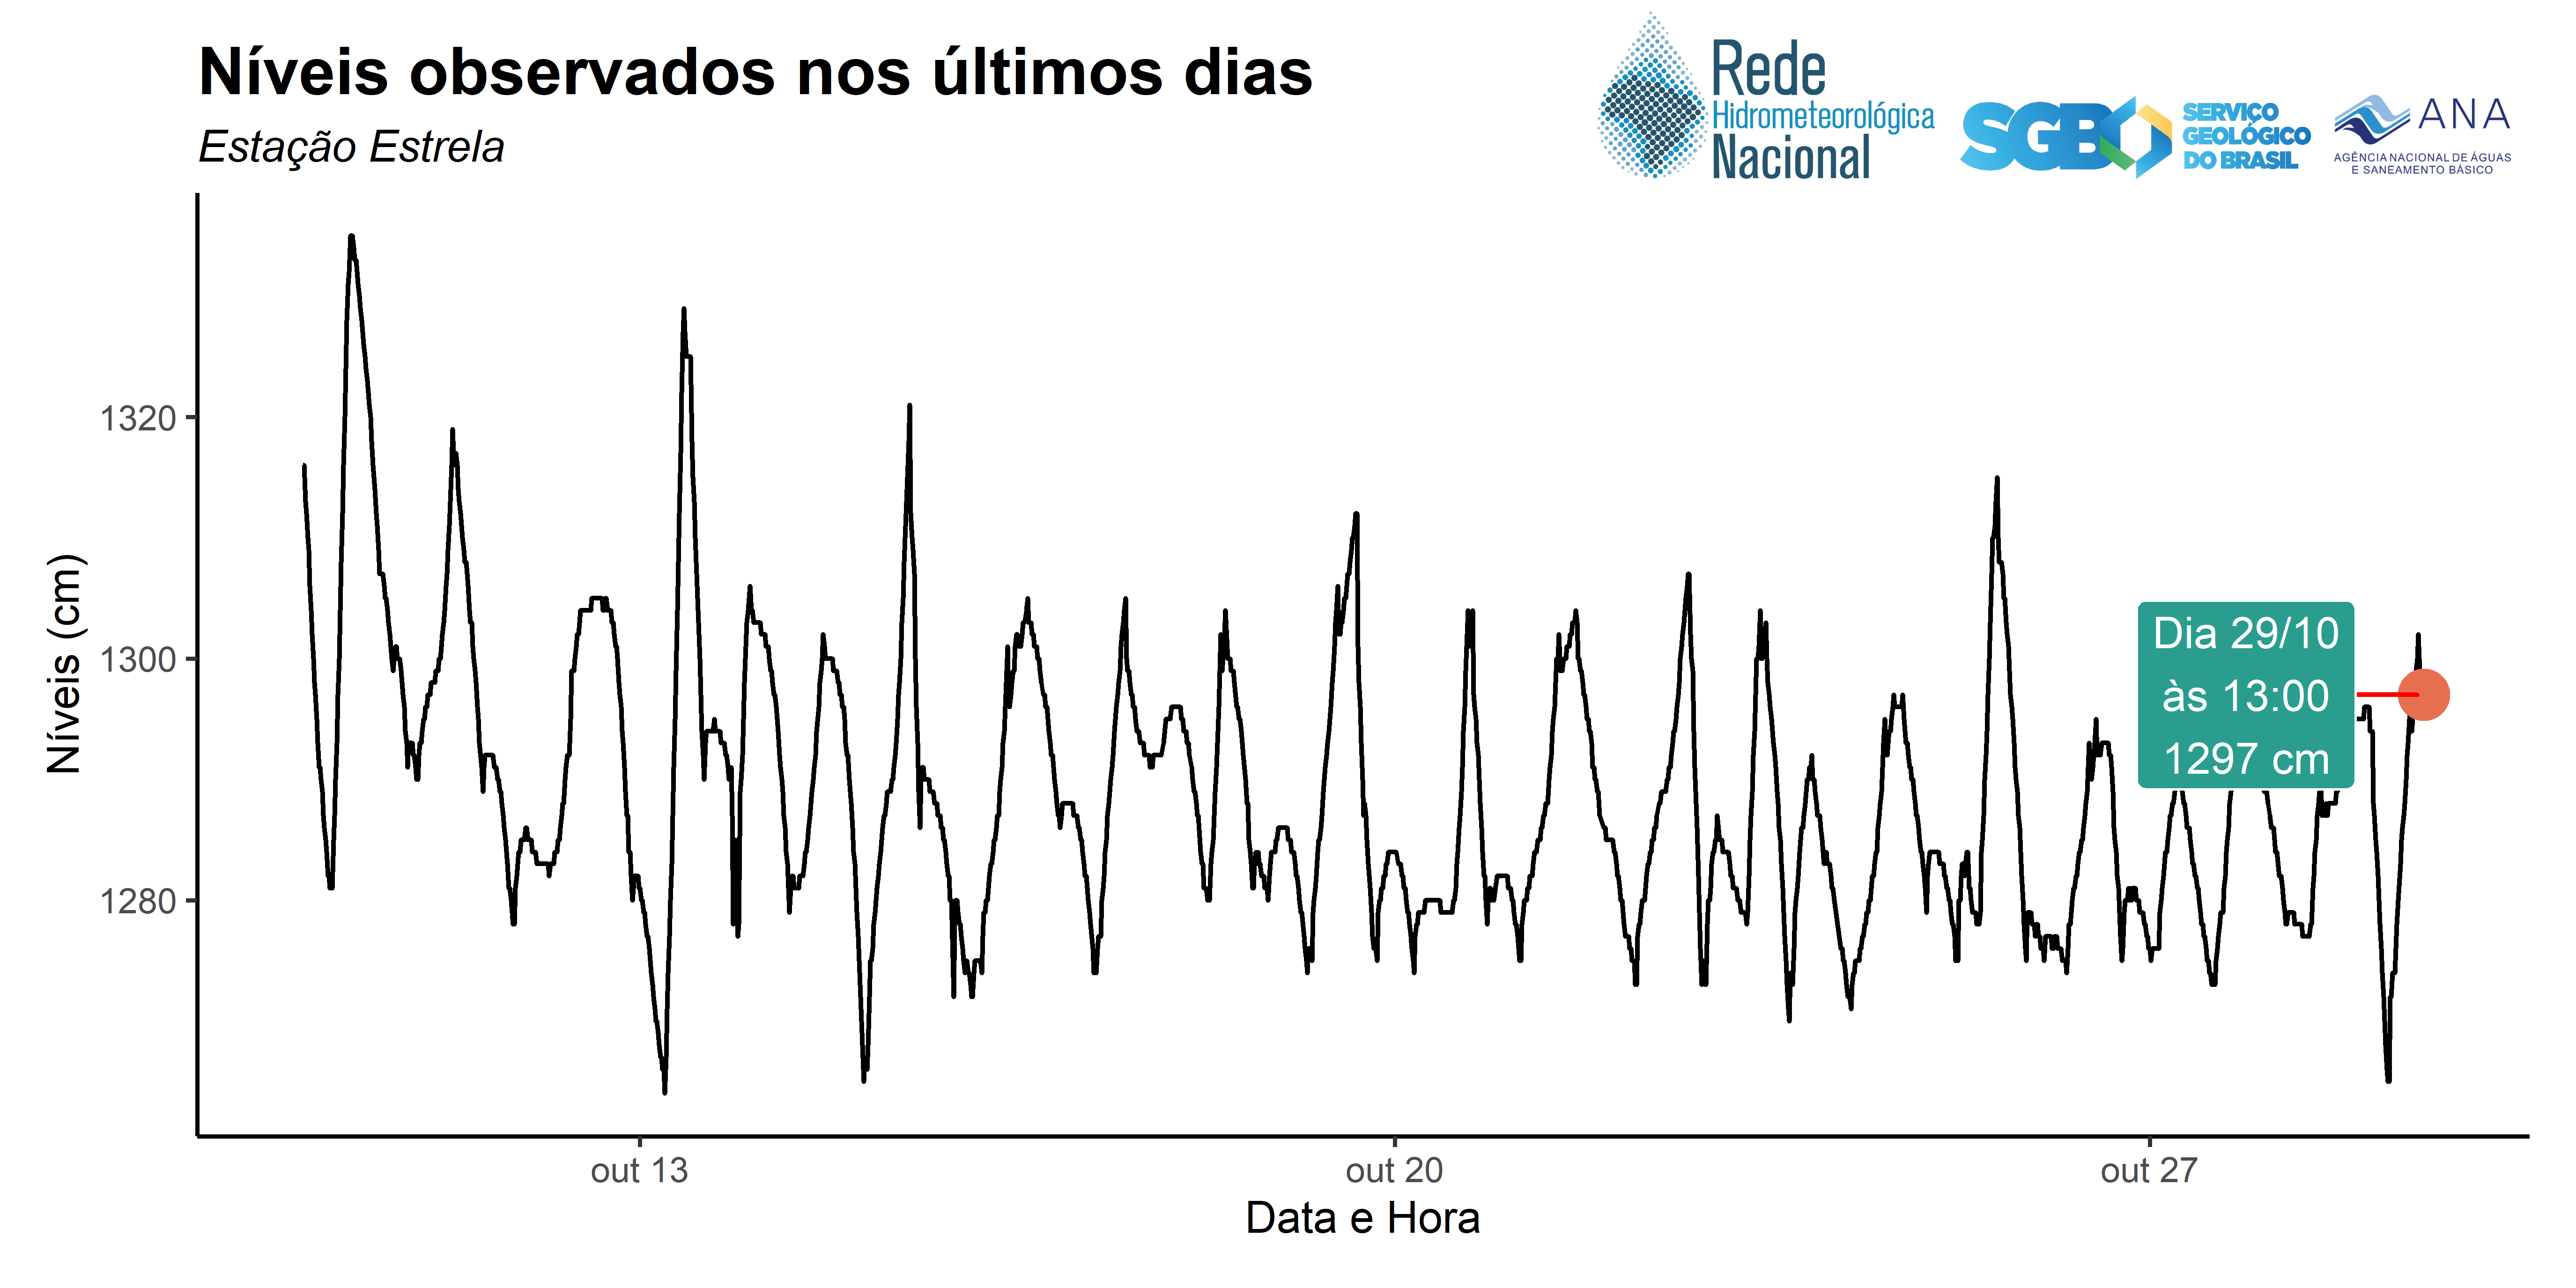 Níveis observados nos últimos dias
Estação Estrela
Rede
Hidrometeorológica
Nacional
SGB
SERVIÇO
GEOLÓGICO
DO BRASIL
ANA
AGÊNCIA NACIONAL DE ÁGUAS
E SANEAMENTO BÁSICO
Níveis (cm)
1320
1300
1280
Dia 29/10
às 13:00
1297 cm
out 13
out 20
out 27
Data e Hora